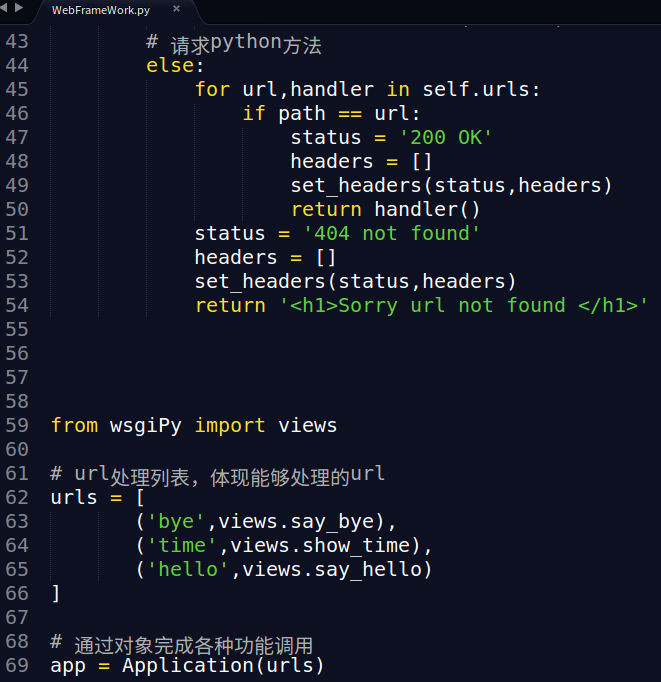 WebFrameWork.py ×
43 # 请求python方法
44 else:
45 for url,handler in self.urls:
46 if path == url:
47 status = '200 OK'
48 headers = []
49 set_headers(status,headers)
50 return handler()
51 status = '404 not found'
52 headers = []
53 set_headers(status,headers)
54 return '<h1>Sorry url not found </h1>'
55
56
57
58
59 from wsgiPy import views
60
61 # url处理列表，体现能够处理的url
62 urls = [
63 ('bye',views.say_bye),
64 ('time',views.show_time),
65 ('hello',views.say_hello)
66 ]
67
68 # 通过对象完成各种功能调用
69 app = Application(urls)